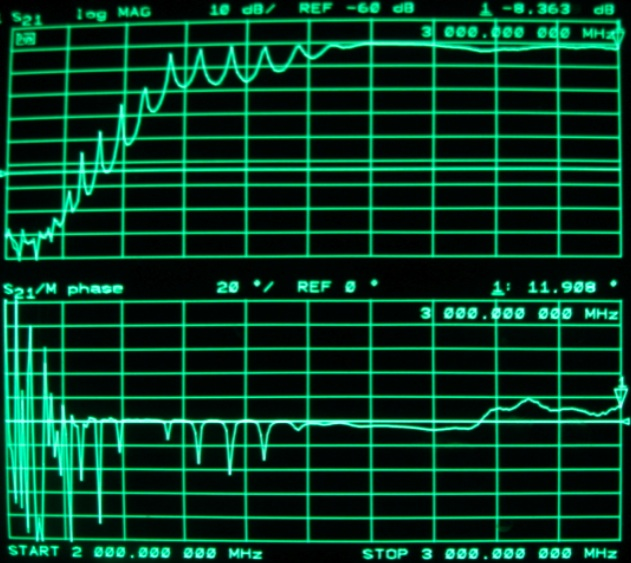 S21 log MAG 10 dB/ REF -60 dB 1 -8.363 dB
3 000.000 000 MHz
S21/M phase 20 °/ REF 0 ° 1: 11.908 °
3 000.000 000 MHz
1
START 2 000.000 000 MHz STOP 3 000.000 000 MHz